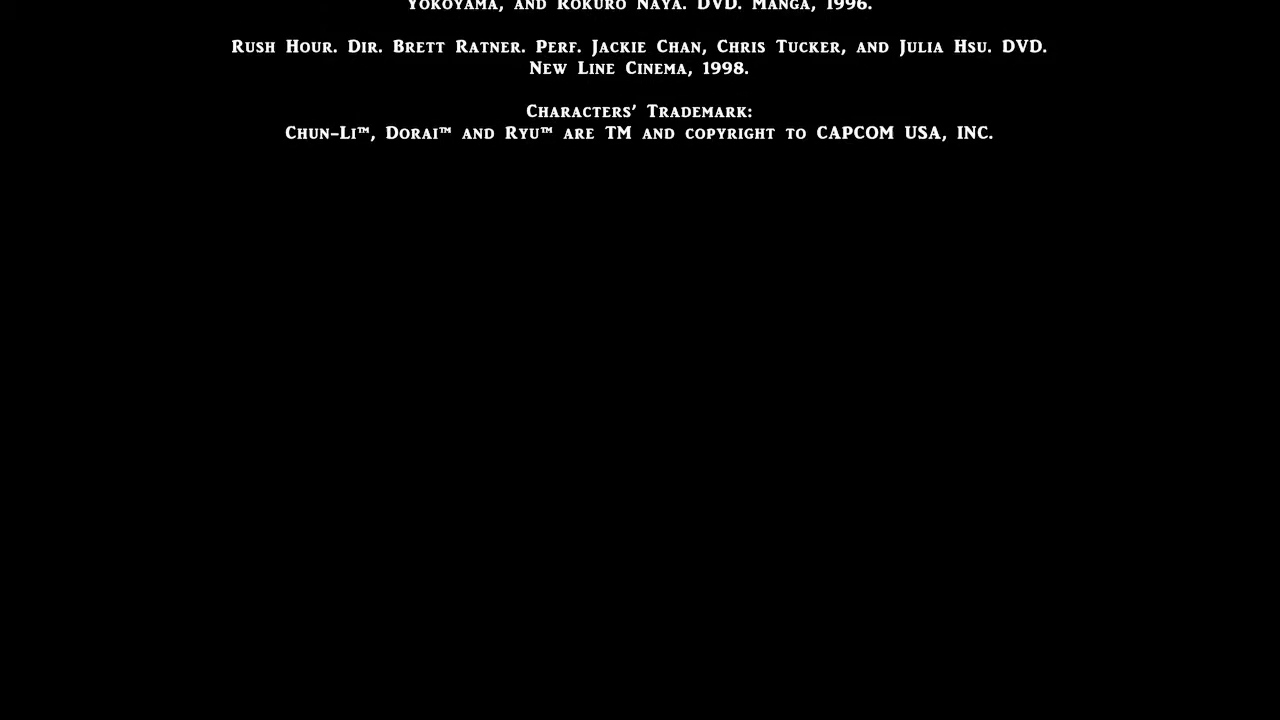 Yokoyama, and Rokuro Naya. DVD. Manga, 1996.
Rush Hour. Dir. Brett Ratner. Perf. Jackie Chan, Chris Tucker, and Julia Hsu. DVD.
New Line Cinema, 1998.
Characters’ Trademark:
Chun-Li™, Dorai™ and Ryu™ are TM and copyright to CAPCOM USA, INC.